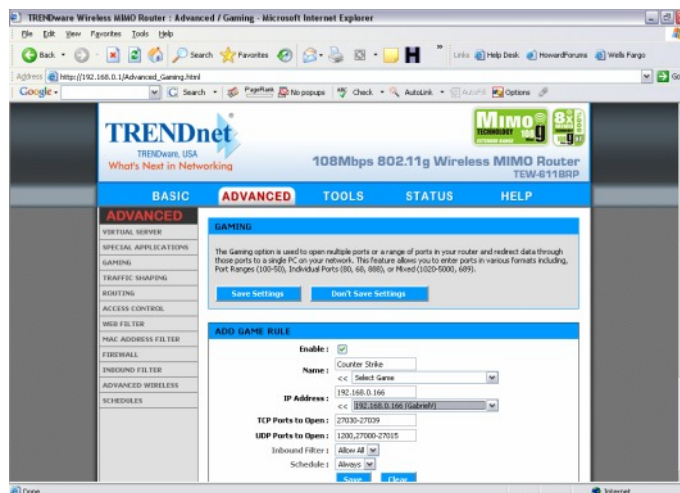 TRENDware Wireless MIMO Router : Advanced / Gaming - Microsoft Internet Explorer
File Edit View Favorites Tools Help
Back Search Favorites Links Help Desk HowardForums Wells Fargo
Address http://192.168.0.1/Advanced_Gaming.html Go
Google Search PageRank No popups Check AutoLink AutoFill Options
TRENDnet
TRENDware, USA
What's Next in Networking
MIMO
TECHNOLOGY 108 g
8x
108Mbps 802.11g Wireless MIMO Router
TEW-611BRP
BASIC ADVANCED TOOLS STATUS HELP
ADVANCED
VIRTUAL SERVER
SPECIAL APPLICATIONS
GAMING
TRAFFIC SHAPING
ROUTING
ACCESS CONTROL
WEB FILTER
MAC ADDRESS FILTER
FIREWALL
INBOUND FILTER
ADVANCED WIRELESS
SCHEDULES
GAMING
The Gaming option is used to open multiple ports or a range of ports in your router and redirect data through
those ports to a single PC on your network. This feature allows you to enter ports in various formats including,
Port Ranges (100-50), Individual Ports (80, 68, 888), or Mixed (1020-5000, 689).
Save Settings Don't Save Settings
ADD GAME RULE
Enable :
Name : Counter Strike
<< Select Game
IP Address : 192.168.0.166
<< 192.168.0.166 (GabrielV)
TCP Ports to Open : 27030-27039
UDP Ports to Open : 1200,27000-27015
Inbound Filter : Allow All
Schedule : Always
Save Clear
Done Internet